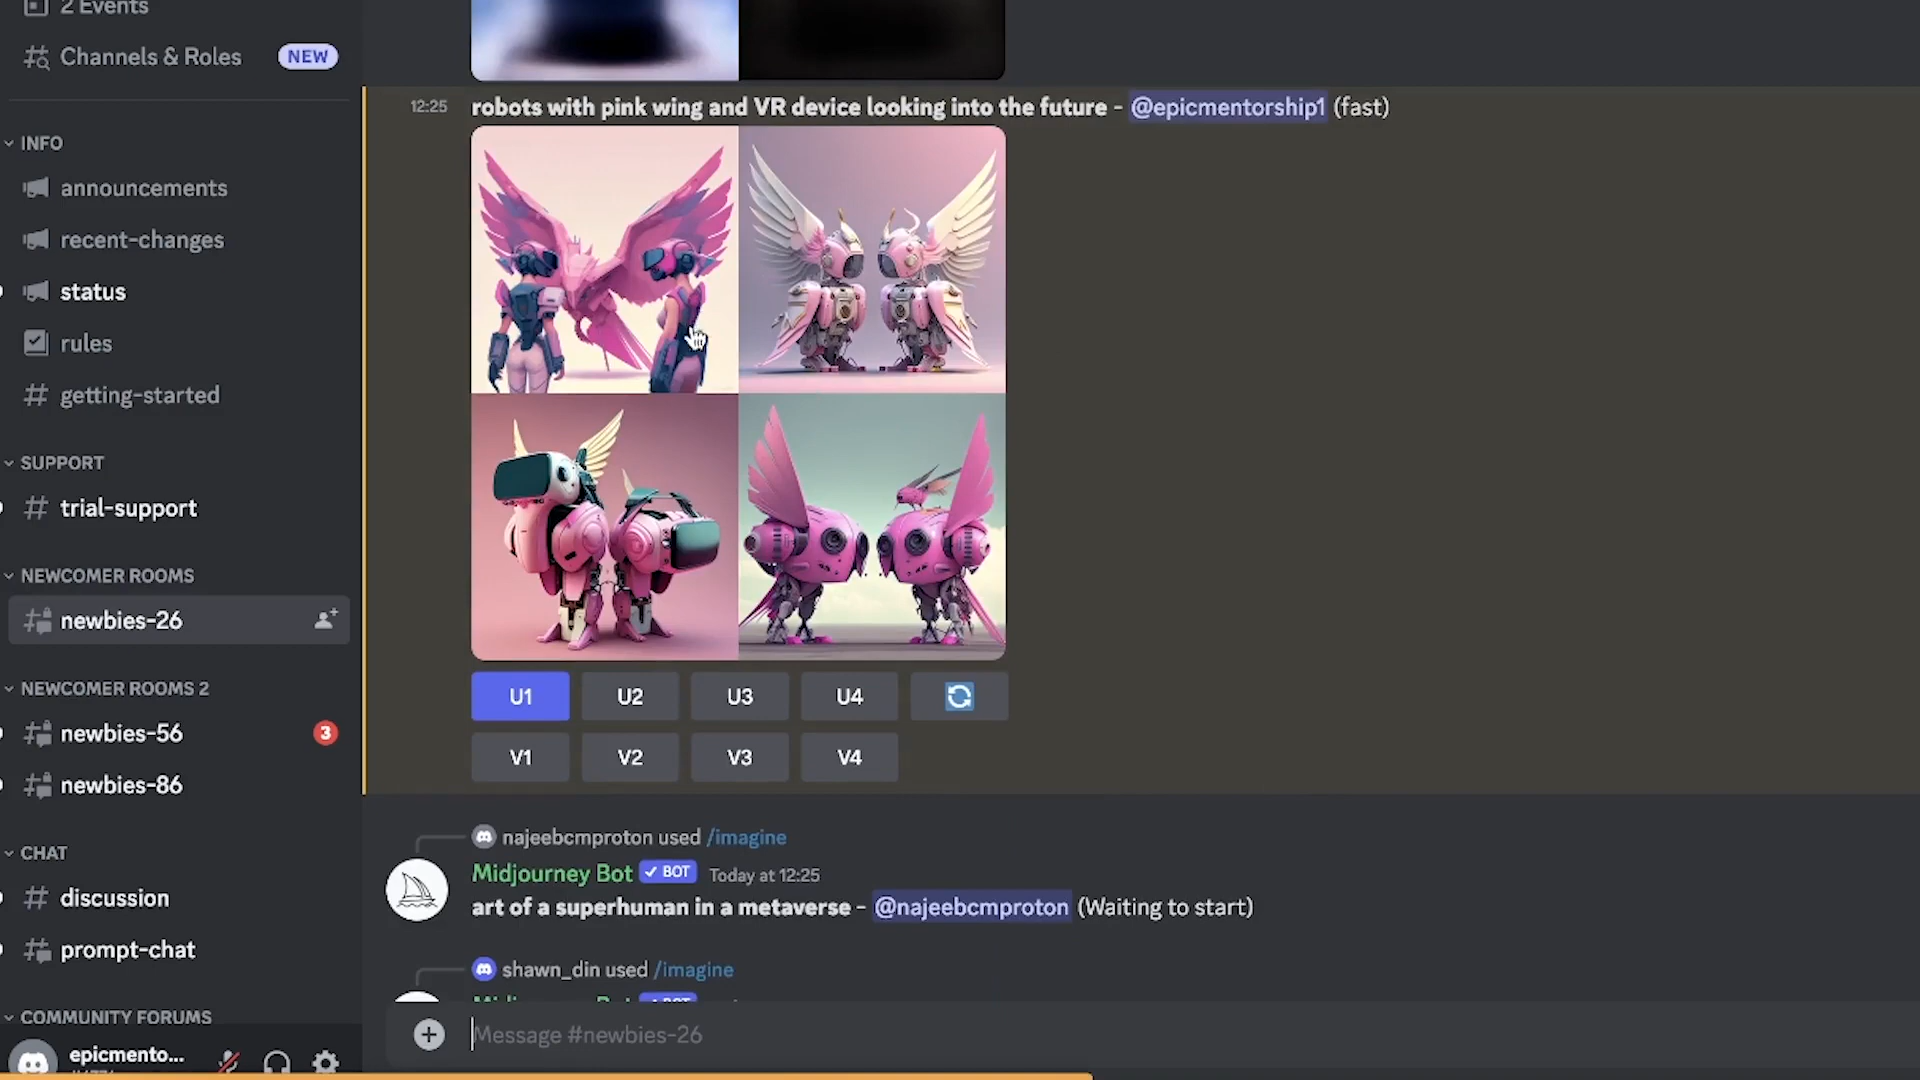 2 Events
Channels & Roles NEW
INFO
announcements
recent-changes
status
rules
getting-started
SUPPORT
trial-support
NEWCOMER ROOMS
newbies-26
NEWCOMER ROOMS 2
newbies-56 3
newbies-86
CHAT
discussion
prompt-chat
COMMUNITY FORUMS
epicmento...
12:25 robots with pink wing and VR device looking into the future - @epicmentorship1 (fast)
U1 U2 U3 U4
V1 V2 V3 V4
najeebcmproton used /imagine
Midjourney Bot ✓ BOT Today at 12:25
art of a superhuman in a metaverse - @najeebcmproton (Waiting to start)
shawn_din used /imagine
Message #newbies-26